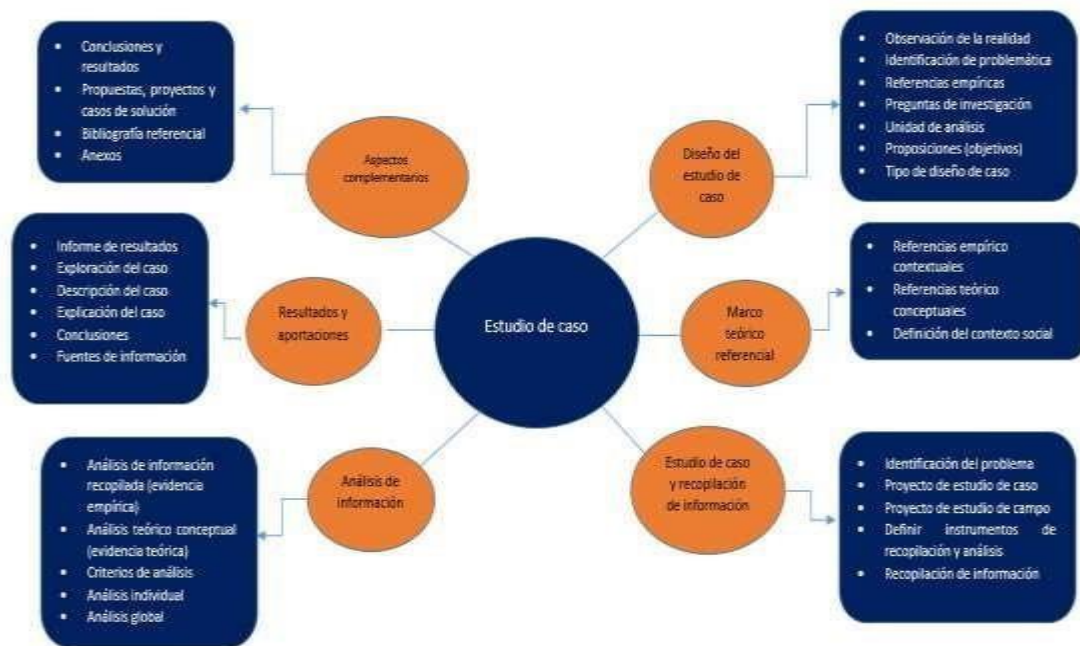 Estudio de caso
Diseño del
estudio de
caso
• Observación de la realidad
• Identificación de problemática
• Referencias empíricas
• Preguntas de investigación
• Unidad de análisis
• Proposiciones (objetivos)
• Tipo de diseño de caso
Marco
teórico
referencial
• Referencias empírico
contextuales
• Referencias teórico
conceptuales
• Definición del contexto social
Estudio de caso
y recopilación
de información
• Identificación del problema
• Proyecto de estudio de caso
• Proyecto de estudio de campo
• Definir instrumentos de
recopilación y análisis
• Recopilación de información
Análisis de
información
• Análisis de información
recopilada (evidencia
empírica)
• Análisis teórico conceptual
(evidencia teórica)
• Criterios de análisis
• Análisis individual
• Análisis global
Resultados y
aportaciones
• Informe de resultados
• Exploración del caso
• Descripción del caso
• Explicación del caso
• Conclusiones
• Fuentes de información
Aspectos
complementarios
• Conclusiones y
resultados
• Propuestas, proyectos y
casos de solución
• Bibliografía referencial
• Anexos